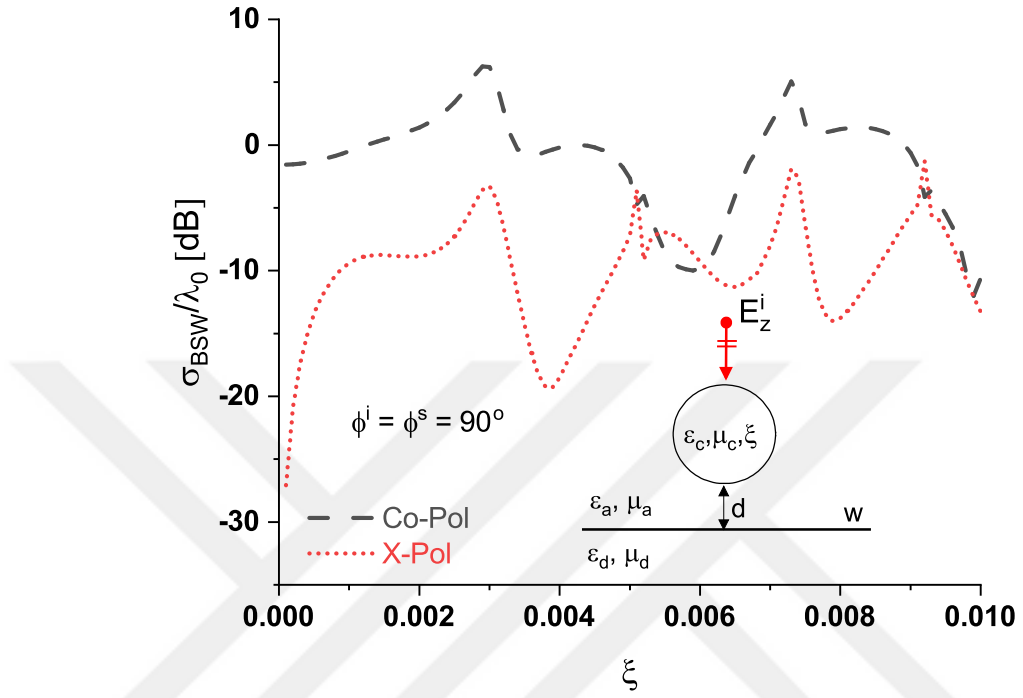 10
0
-10
-20
-30
σBSW/λ0 [dB]
Ezi
ϕi = ϕs = 90o
εc,μc,ξ
εa, μa
d
w
εd, μd
Co-Pol
X-Pol
0.000
0.002
0.004
0.006
0.008
0.010
ξ